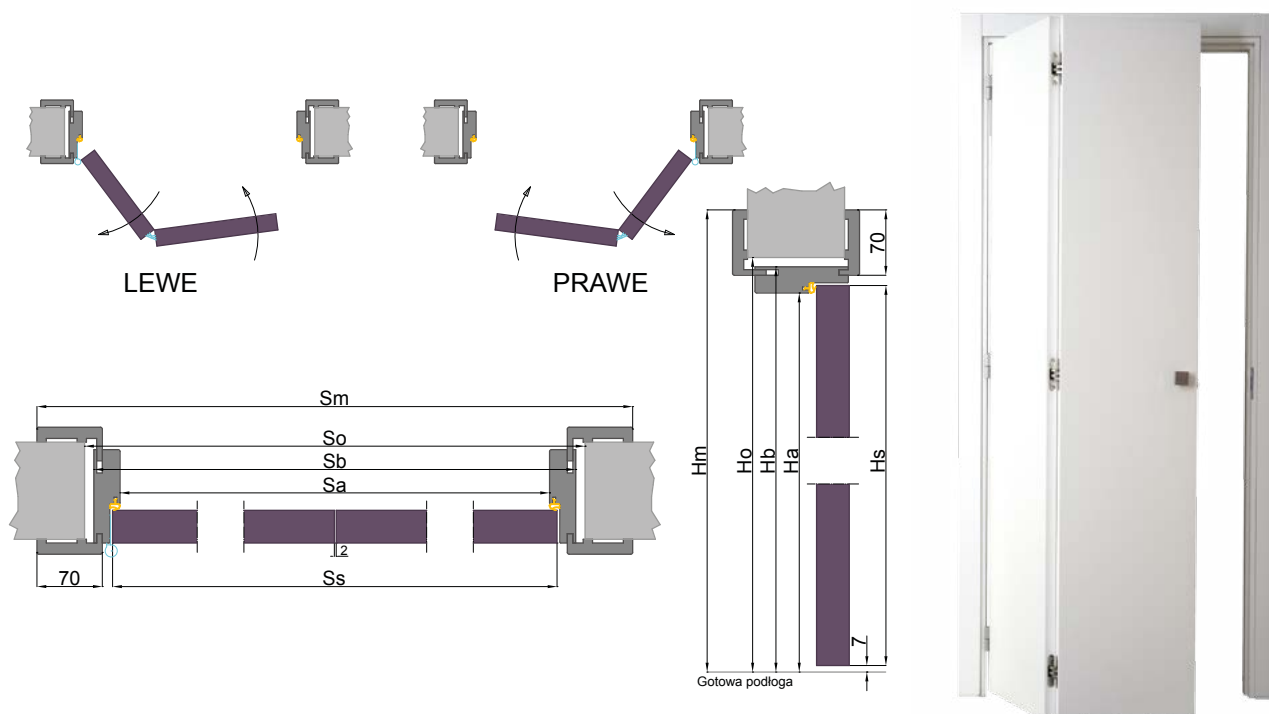 LEWE
PRAWE
70
Hm
Ho
Hb
Ha
Hs
7
Gotowa podłoga
Sm
So
Sb
Sa
2
70
Ss